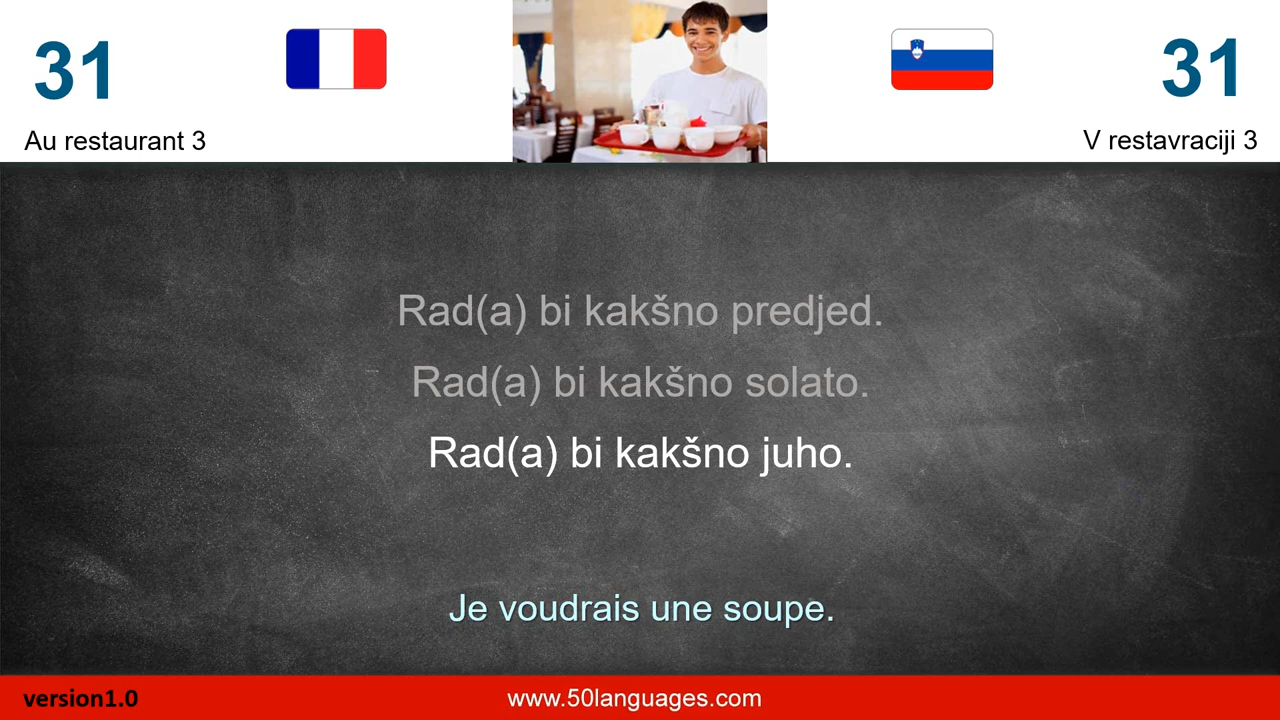 31
31
Au restaurant 3
V restavraciji 3
Rad(a) bi kakšno predjed.
Rad(a) bi kakšno solato.
Rad(a) bi kakšno juho.
Je voudrais une soupe.
version1.0
www.50languages.com